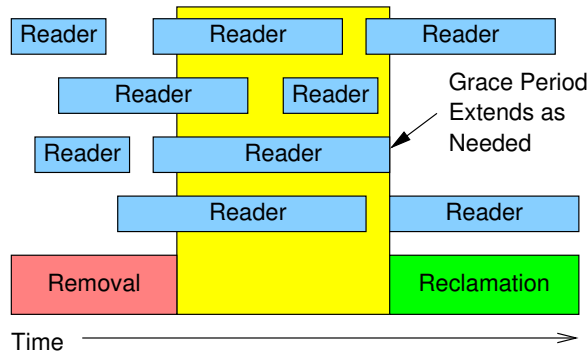 Reader
Reader
Reader
Reader
Reader
Grace Period
Extends as
Needed
Reader
Reader
Reader
Reader
Removal
Reclamation
Time